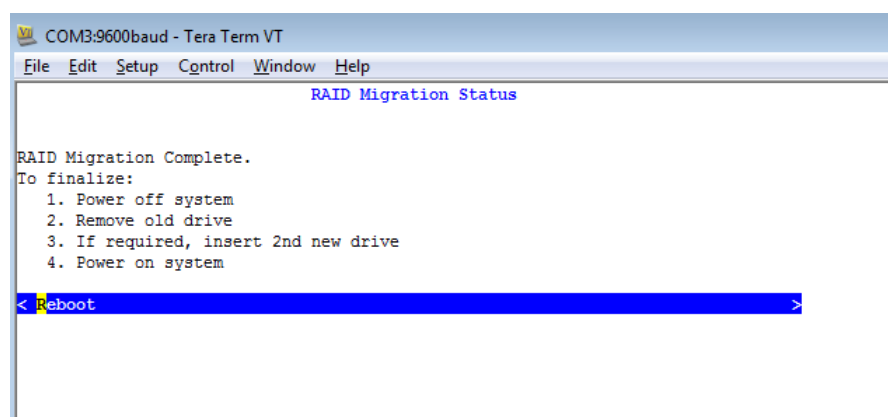 COM3:9600baud - Tera Term VT
File Edit Setup Control Window Help
RAID Migration Status
RAID Migration Complete.
To finalize:
1. Power off system
2. Remove old drive
3. If required, insert 2nd new drive
4. Power on system
< Reboot >